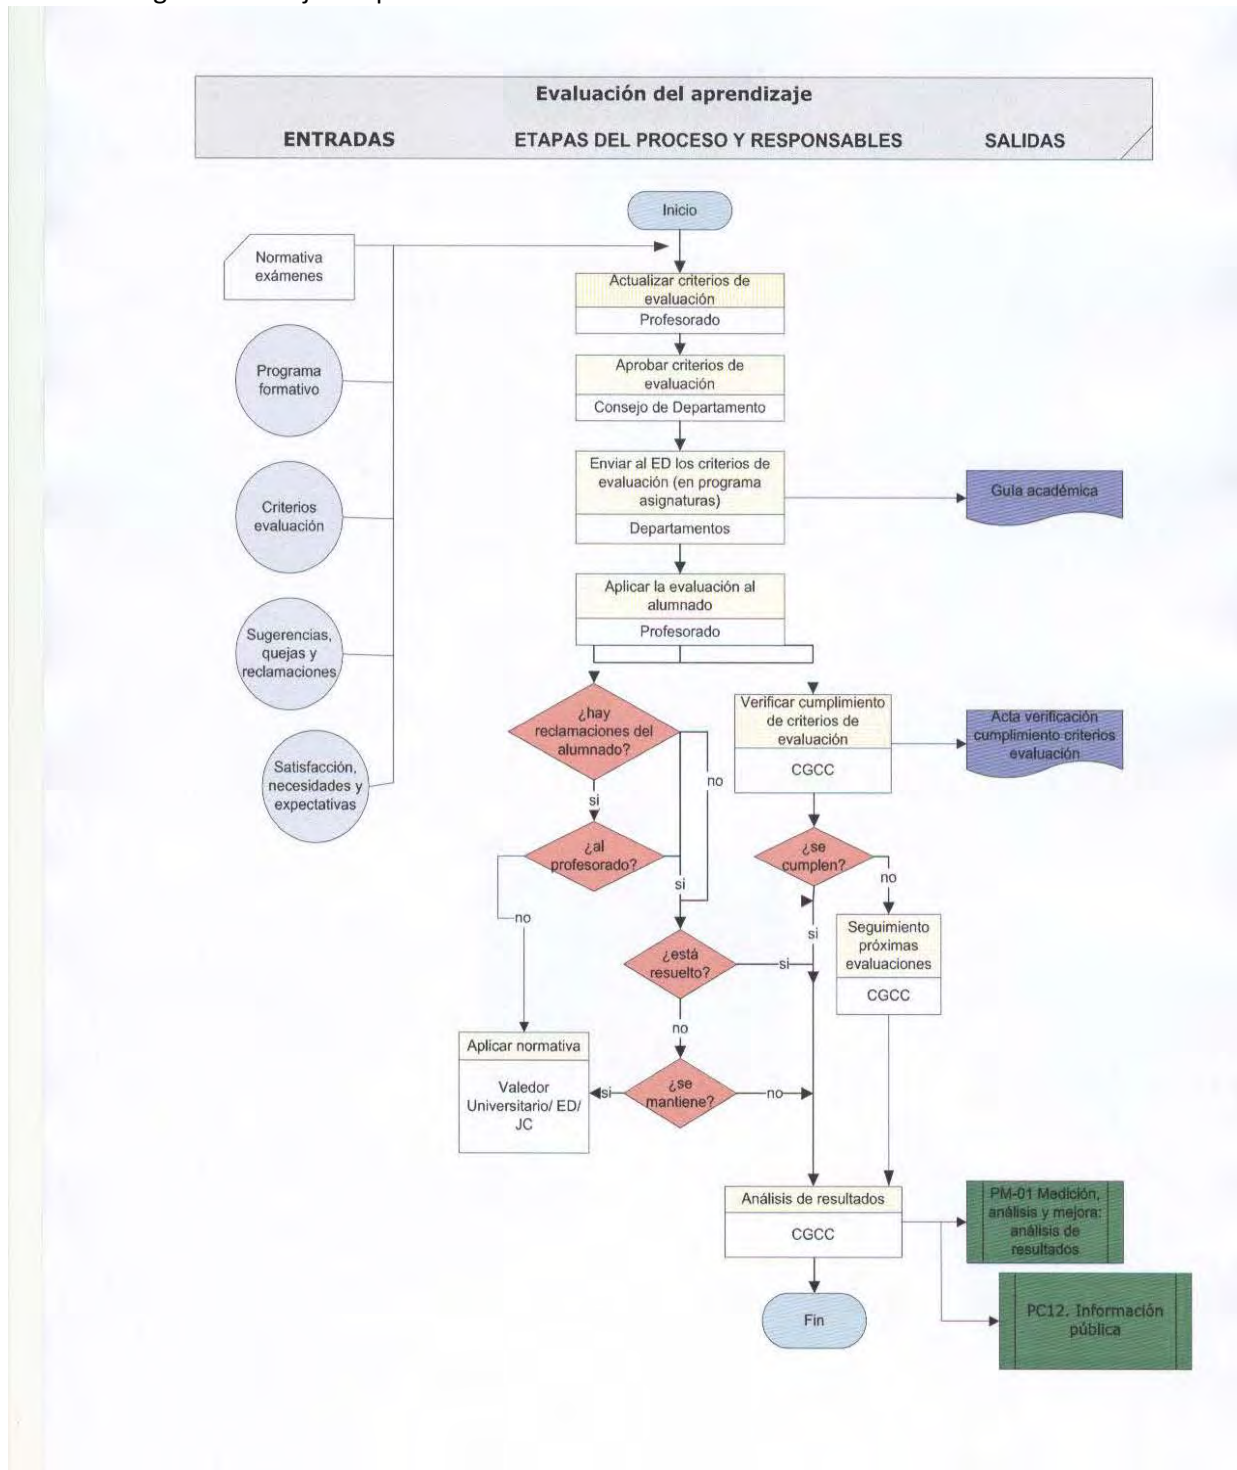 Evaluación del aprendizaje
ENTRADAS
ETAPAS DEL PROCESO Y RESPONSABLES
SALIDAS
Inicio
Normativa
exámenes
Actualizar criterios de
evaluación
Profesorado
Programa
formativo
Aprobar criterios de
evaluación
Consejo de Departamento
Criterios
evaluación
Enviar al ED los criterios de
evaluación (en programa
asignaturas)
Departamentos
Guía académica
Aplicar la evaluación al
alumnado
Profesorado
Sugerencias,
quejas y
reclamaciones
¿hay
reclamaciones del
alumnado?
Verificar cumplimiento
de criterios de
evaluación
CGCC
Acta verificación
cumplimiento criterios
evaluación
Satisfacción,
necesidades y
expectativas
no
si
¿al
profesorado?
¿se
cumplen?
no
si
no
Seguimiento
próximas
evaluaciones
CGCC
si
¿está
resuelto?
si
no
Aplicar normativa
Valedor
Universitario/ ED/
JC
si
¿se
mantiene?
no
Análisis de resultados
CGCC
PM-01 Medición,
análisis y mejora:
análisis de
resultados
PC12. Información
pública
Fin